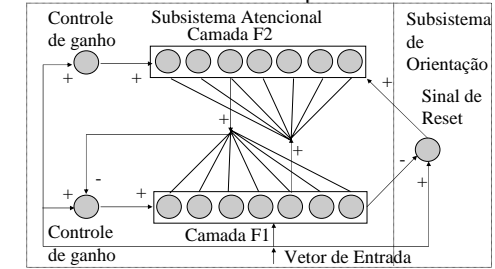 Controle
de ganho
Subsistema Atencional
Camada F2
Subsistema
de
Orientação
Sinal de
Reset
+
+
+
+
+
-
+
-
+
+
Controle
de ganho
Camada F1
Vetor de Entrada